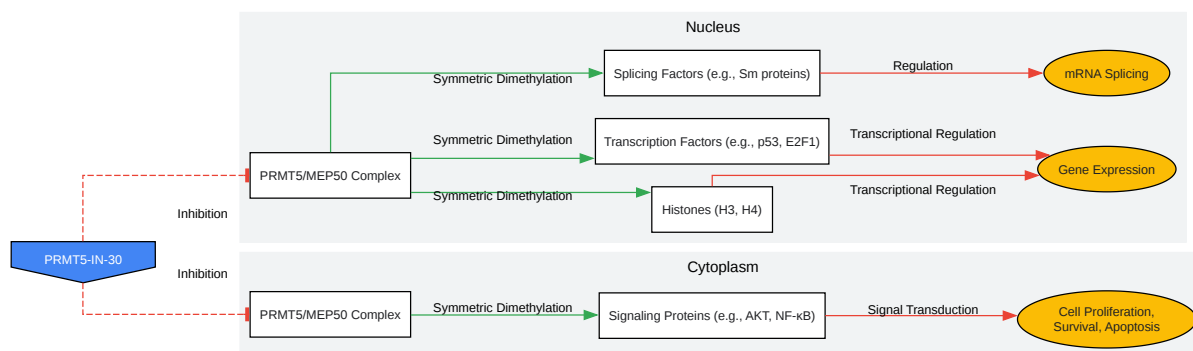 Nucleus
Symmetric Dimethylation
Splicing Factors (e.g., Sm proteins)
Regulation
mRNA Splicing
Symmetric Dimethylation
Transcription Factors (e.g., p53, E2F1)
Transcriptional Regulation
PRMT5/MEP50 Complex
Gene Expression
Symmetric Dimethylation
Histones (H3, H4)
Transcriptional Regulation
Inhibition
PRMT5-IN-30
Inhibition
Cytoplasm
PRMT5/MEP50 Complex
Symmetric Dimethylation
Signaling Proteins (e.g., AKT, NF-κB)
Signal Transduction
Cell Proliferation,
Survival, Apoptosis